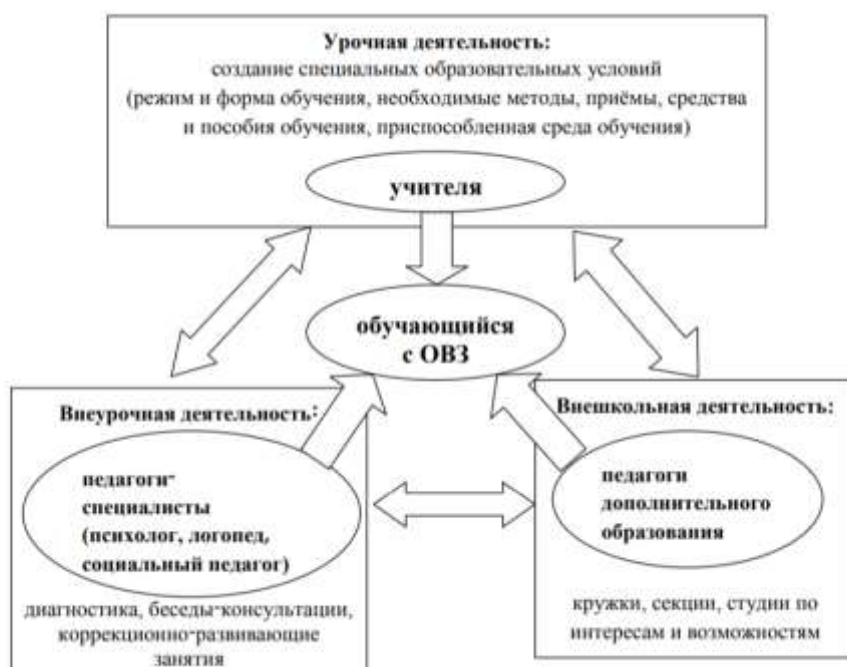 Урочная деятельность:
создание специальных образовательных условий
(режим и форма обучения, необходимые методы, приёмы, средства
и пособия обучения, приспособленная среда обучения)
учителя
обучающийся
с ОВЗ
Внеурочная деятельность:
педагоги-
специалисты
(психолог, логопед,
социальный педагог)
диагностика, беседы-консультации,
коррекционно-развивающие
занятия
Внешкольная деятельность:
педагоги
дополнительного
образования
кружки, секции, студии по
интересам и возможностям